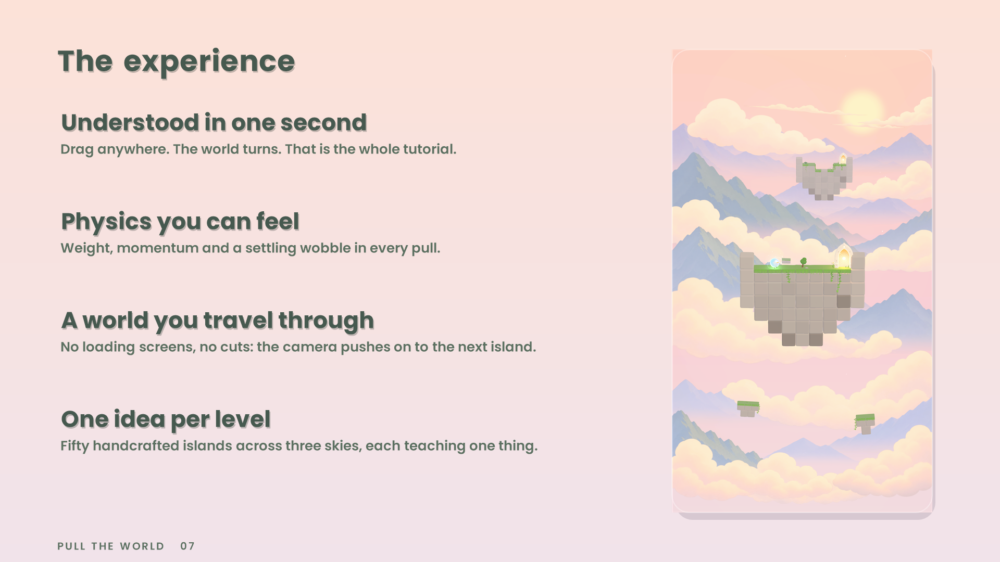 The experience
Understood in one second
Drag anywhere. The world turns. That is the whole tutorial.
Physics you can feel
Weight, momentum and a settling wobble in every pull.
A world you travel through
No loading screens, no cuts: the camera pushes on to the next island.
One idea per level
Fifty handcrafted islands across three skies, each teaching one thing.
PULL THE WORLD 07